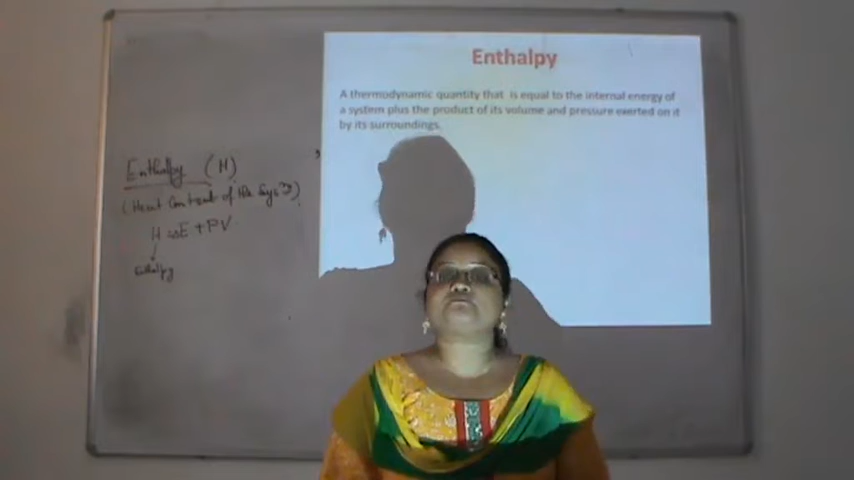 Enthalpy
A thermodynamic quantity that is equal to the internal energy of
a system plus the product of its volume and pressure exerted on it
by its surroundings.
Enthalpy (H)
(Heat Content of the Sys
H = E + PV
Enthalpy